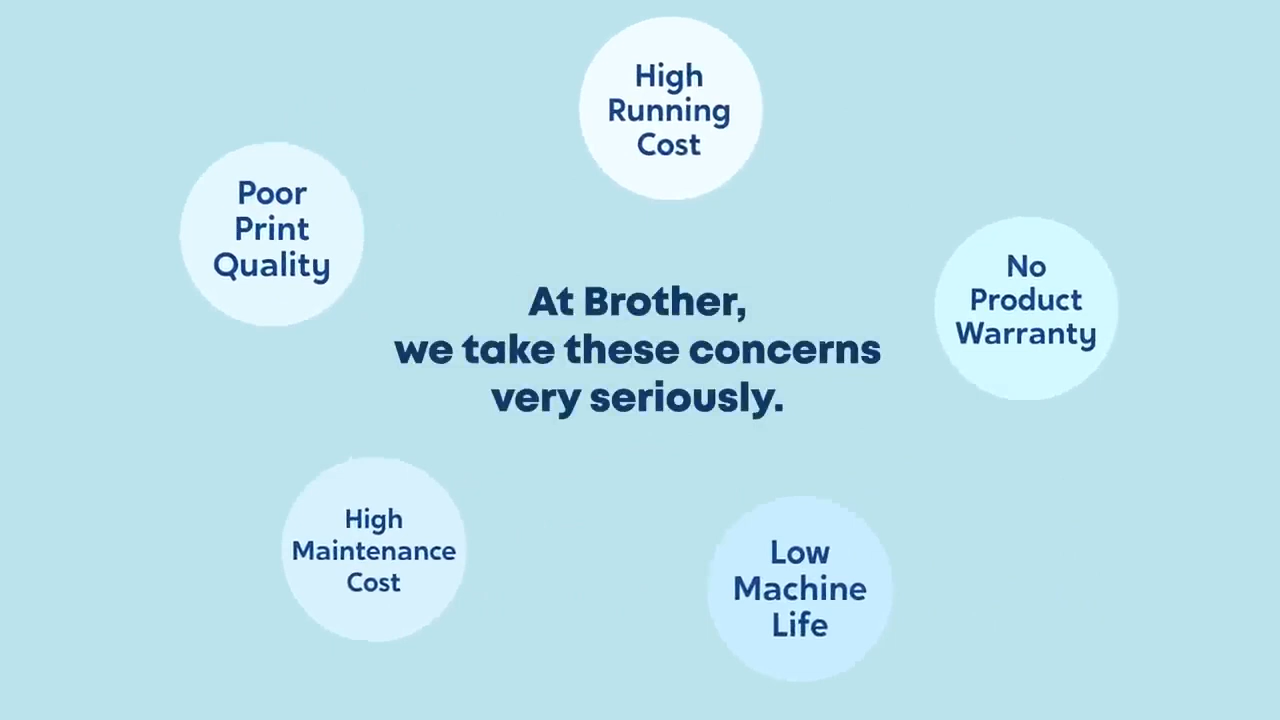 High
Running
Cost
Poor
Print
Quality
No
Product
Warranty
At Brother,
we take these concerns
very seriously.
High
Maintenance
Cost
Low
Machine
Life